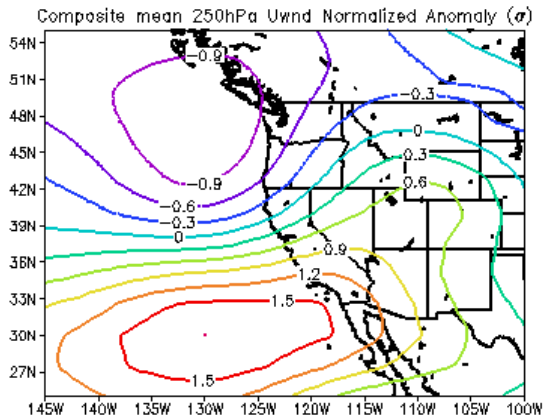 Composite mean 250hPa Uwnd Normalized Anomaly (σ)
54N
51N
48N
45N
42N
39N
36N
33N
30N
27N
-0.9
-0.3
0
0.3
-0.9
-0.6
0.6
-0.3
0
0.9
1.2
1.5
1.5
145W 140W 135W 130W 125W 120W 115W 110W 105W 100W